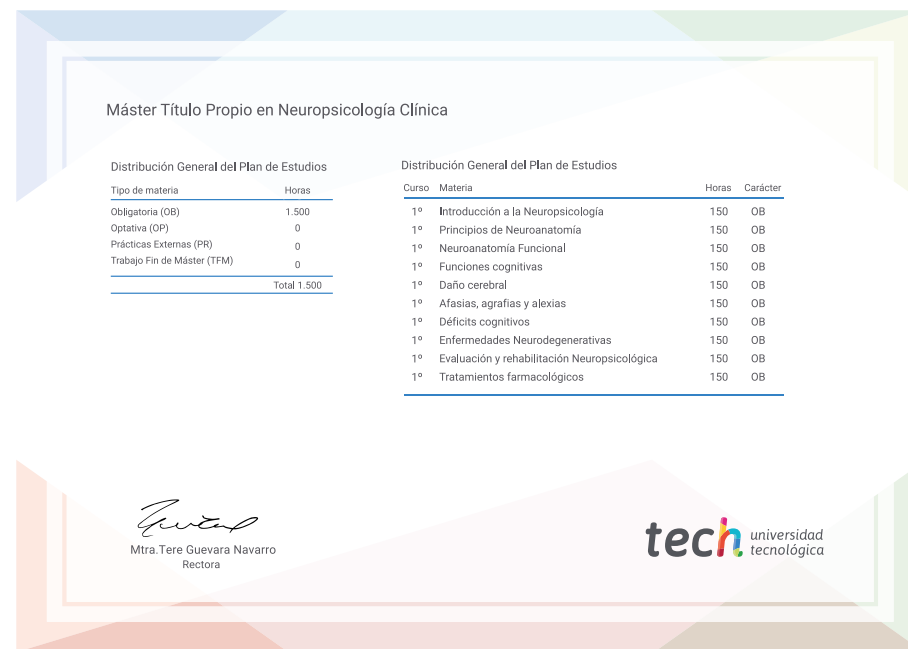 Máster Título Propio en Neuropsicología Clínica
Distribución General del Plan de Estudios
Tipo de materia Horas
Obligatoria (OB) 1.500
Optativa (OP) 0
Prácticas Externas (PR) 0
Trabajo Fin de Máster (TFM) 0
Total 1.500
Distribución General del Plan de Estudios
Curso Materia Horas Carácter
1º Introducción a la Neuropsicología 150 OB
1º Principios de Neuroanatomía 150 OB
1º Neuroanatomía Funcional 150 OB
1º Funciones cognitivas 150 OB
1º Daño cerebral 150 OB
1º Afasias, agrafias y alexias 150 OB
1º Déficits cognitivos 150 OB
1º Enfermedades Neurodegenerativas 150 OB
1º Evaluación y rehabilitación Neuropsicológica 150 OB
1º Tratamientos farmacológicos 150 OB
Mtra.Tere Guevara Navarro
Rectora
tech universidad
tecnológica